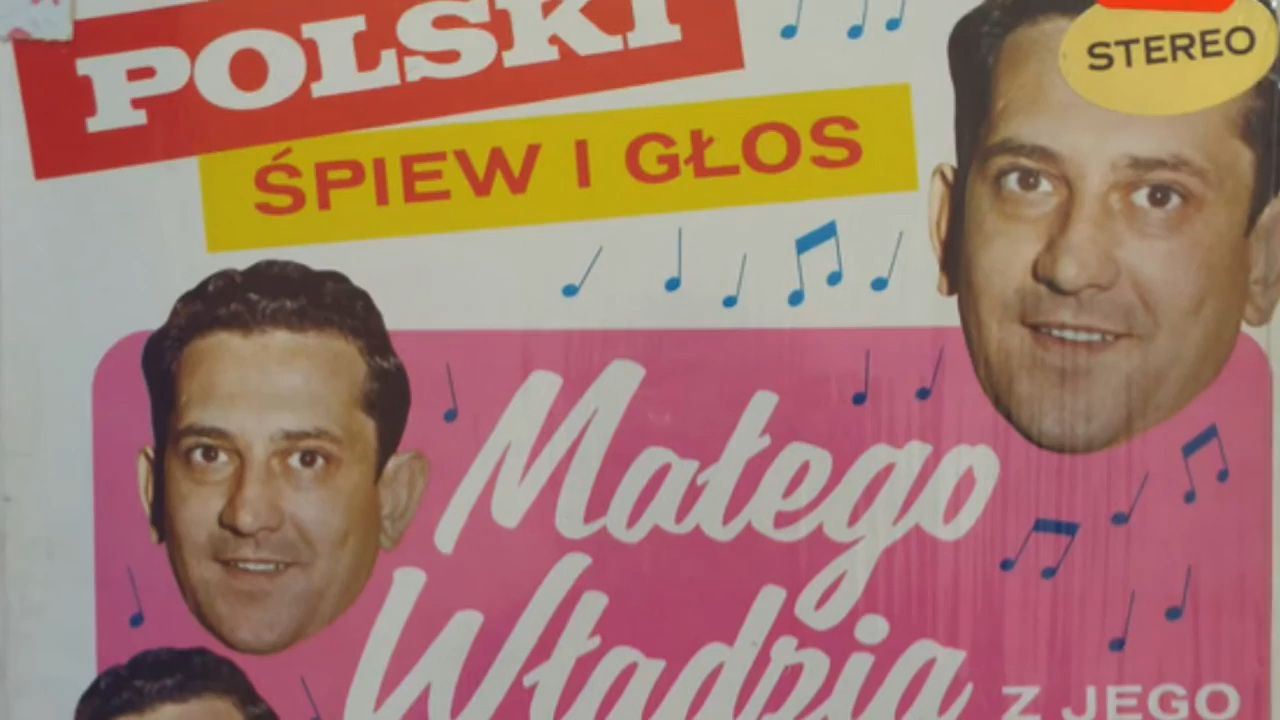 POLSKI
STEREO
ŚPIEW I GŁOS
Małego
Władzia
Z JEGO